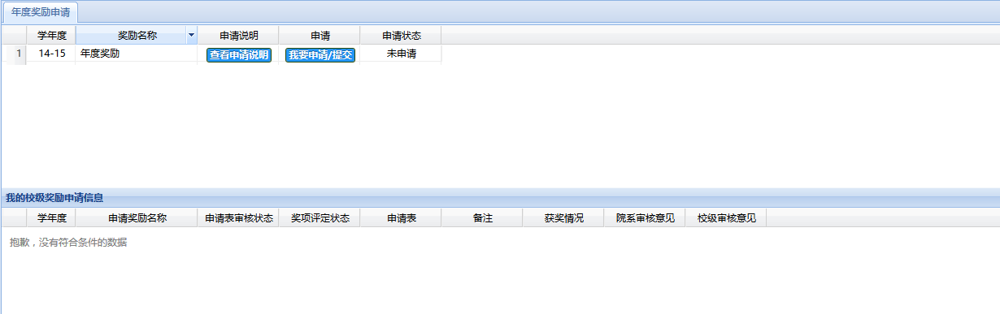 年度奖励申请
学年度 奖励名称 申请说明 申请 申请状态
1 14-15 年度奖励 查看申请说明 我要申请/提交 未申请
我的校级奖励申请信息
学年度 申请奖励名称 申请表审核状态 奖项评定状态 申请表 备注 获奖情况 院系审核意见 校级审核意见
抱歉，没有符合条件的数据